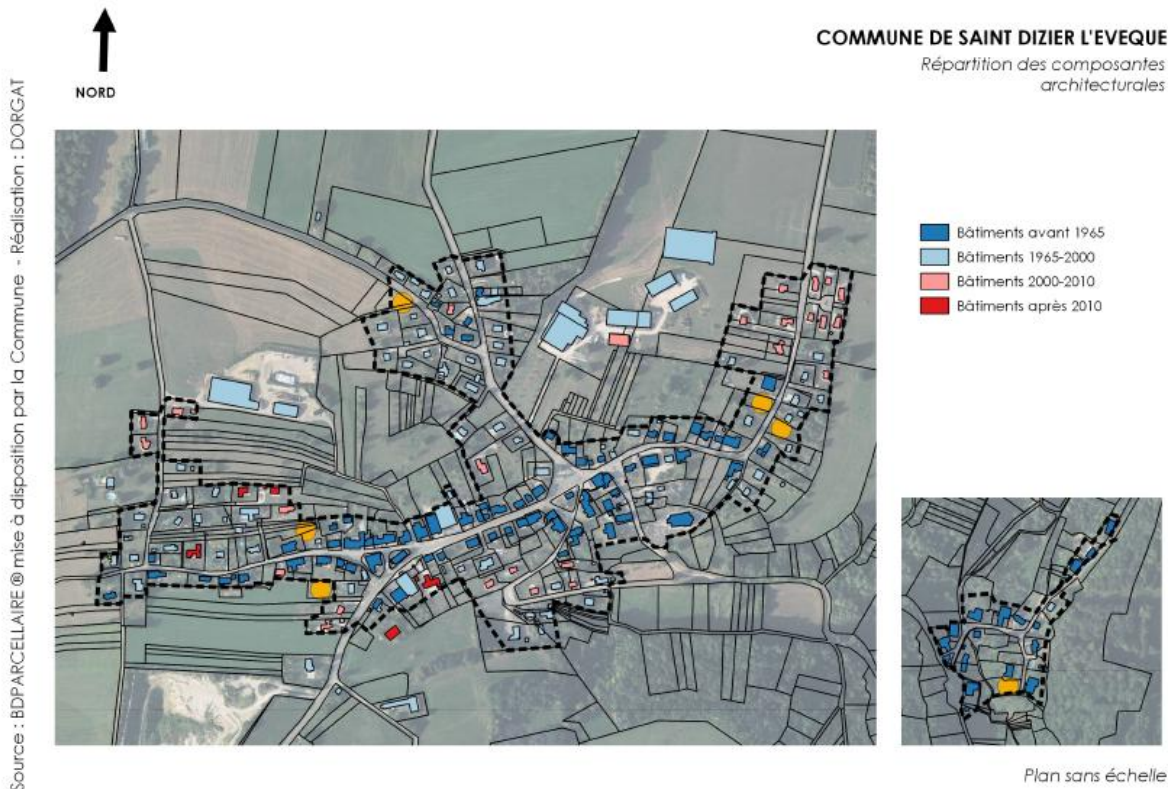 NORD
COMMUNE DE SAINT DIZIER L'EVEQUE
Répartition des composantes
architecturales
Bâtiments avant 1965
Bâtiments 1965-2000
Bâtiments 2000-2010
Bâtiments après 2010
Source : BDPARCELLAIRE ® mise à disposition par la Commune - Réalisation : DORGAT
Plan sans échelle